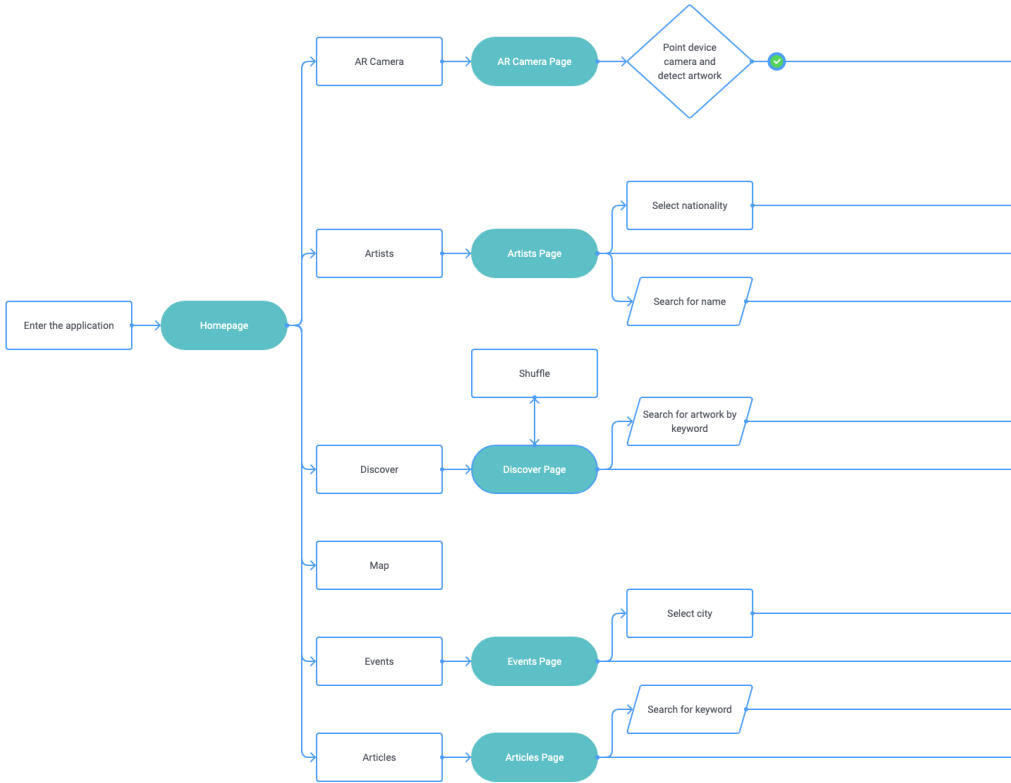 Point device
camera and
detect artwork
AR Camera
AR Camera Page
Select nationality
Artists
Artists Page
Search for name
Enter the application
Homepage
Shuffle
Search for artwork by
keyword
Discover
Discover Page
Map
Select city
Events
Events Page
Search for keyword
Articles
Articles Page